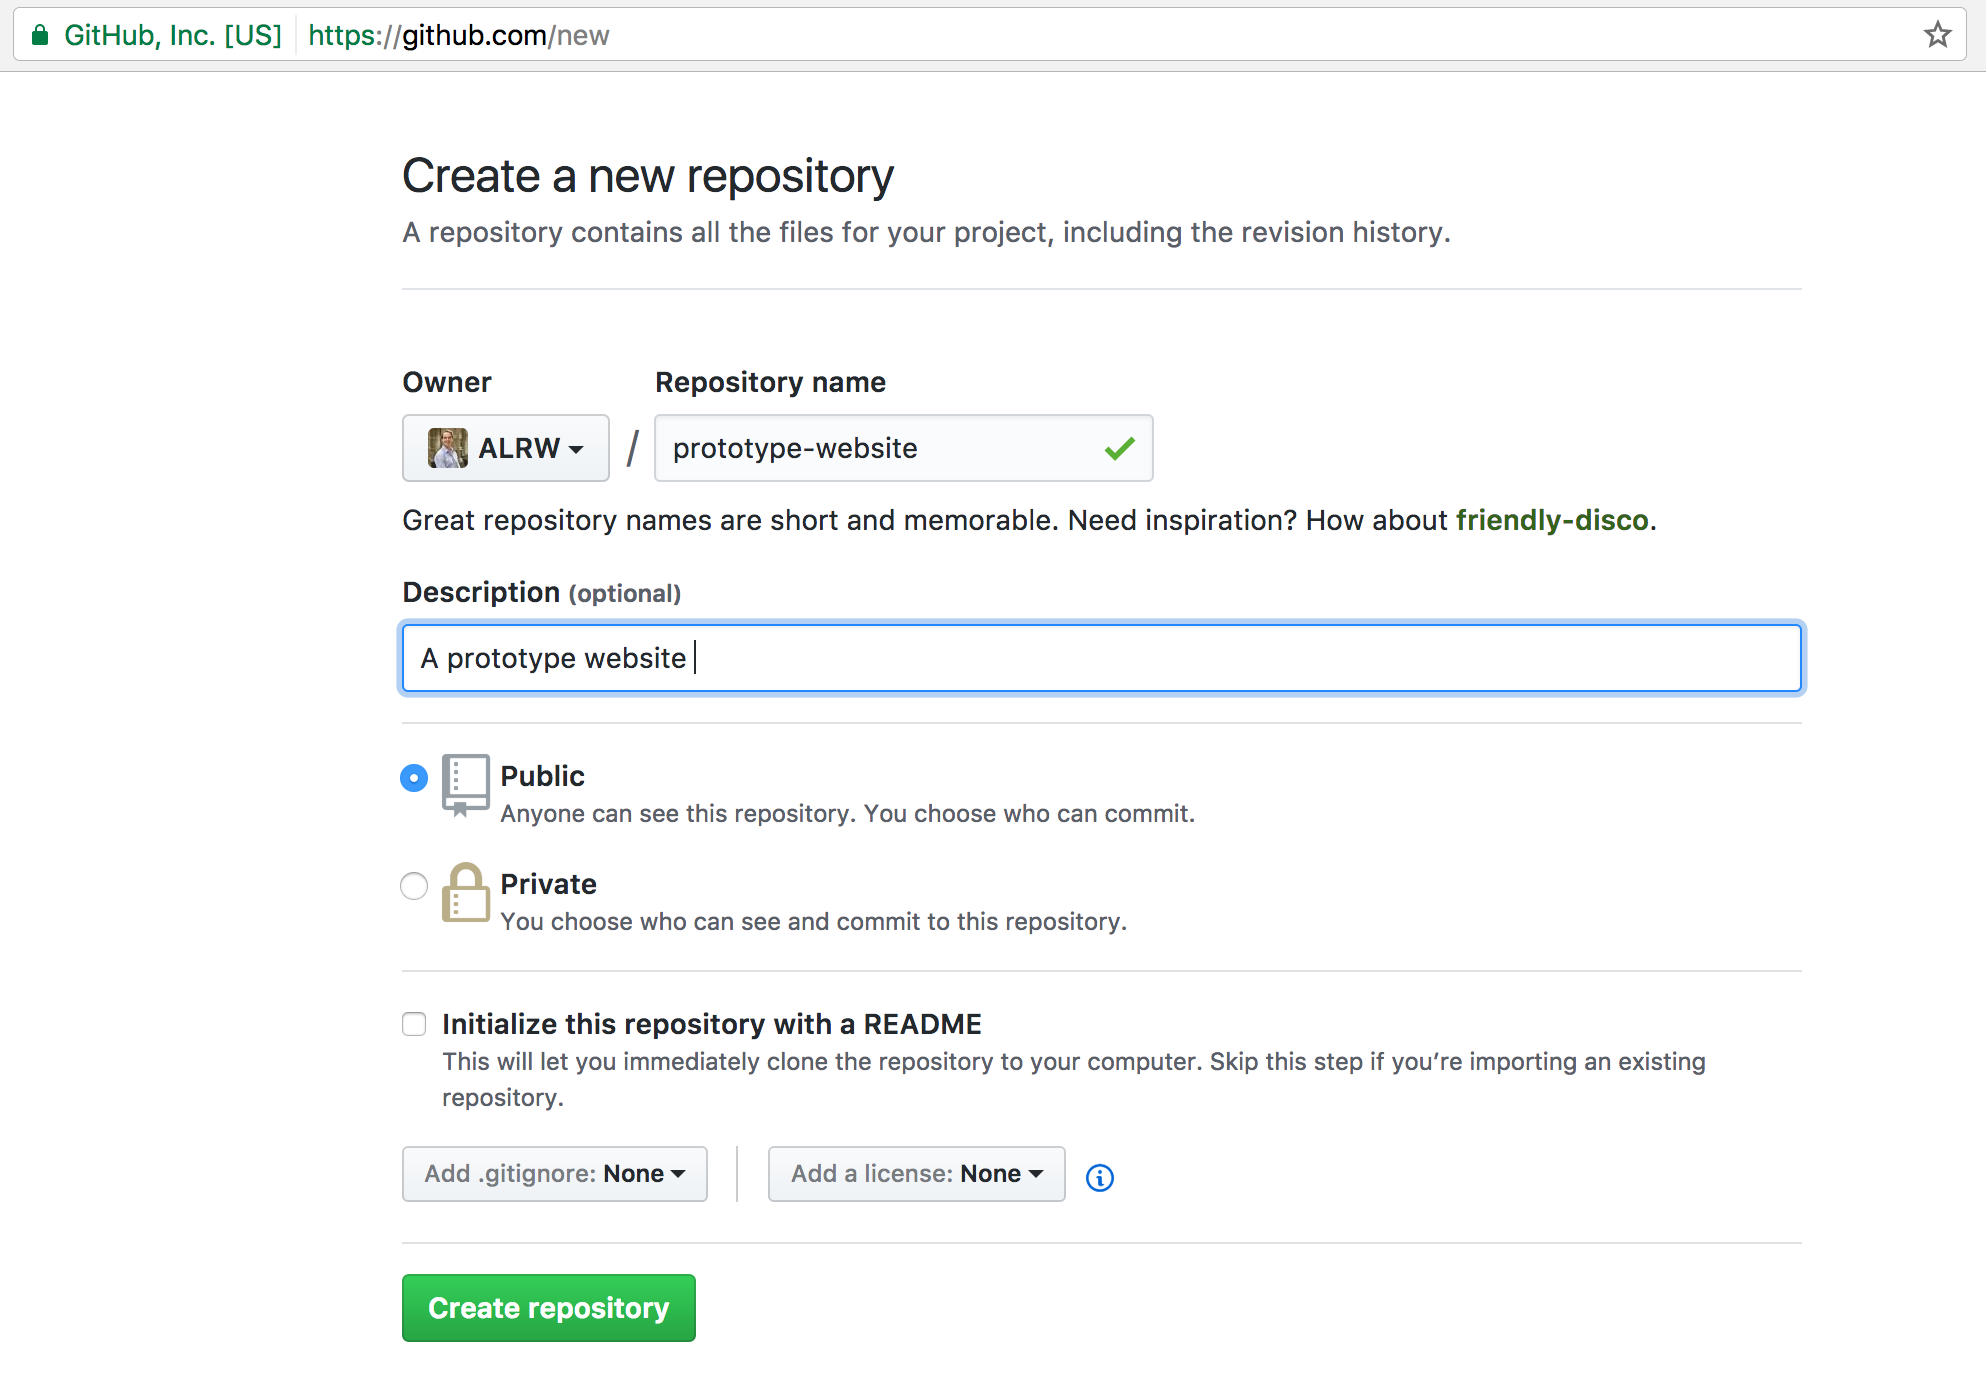 GitHub, Inc. [US] https://github.com/new
Create a new repository
A repository contains all the files for your project, including the revision history.
Owner Repository name
ALRW / prototype-website
Great repository names are short and memorable. Need inspiration? How about friendly-disco.
Description (optional)
A prototype website
Public
Anyone can see this repository. You choose who can commit.
Private
You choose who can see and commit to this repository.
Initialize this repository with a README
This will let you immediately clone the repository to your computer. Skip this step if you’re importing an existing
repository.
Add .gitignore: None Add a license: None
Create repository